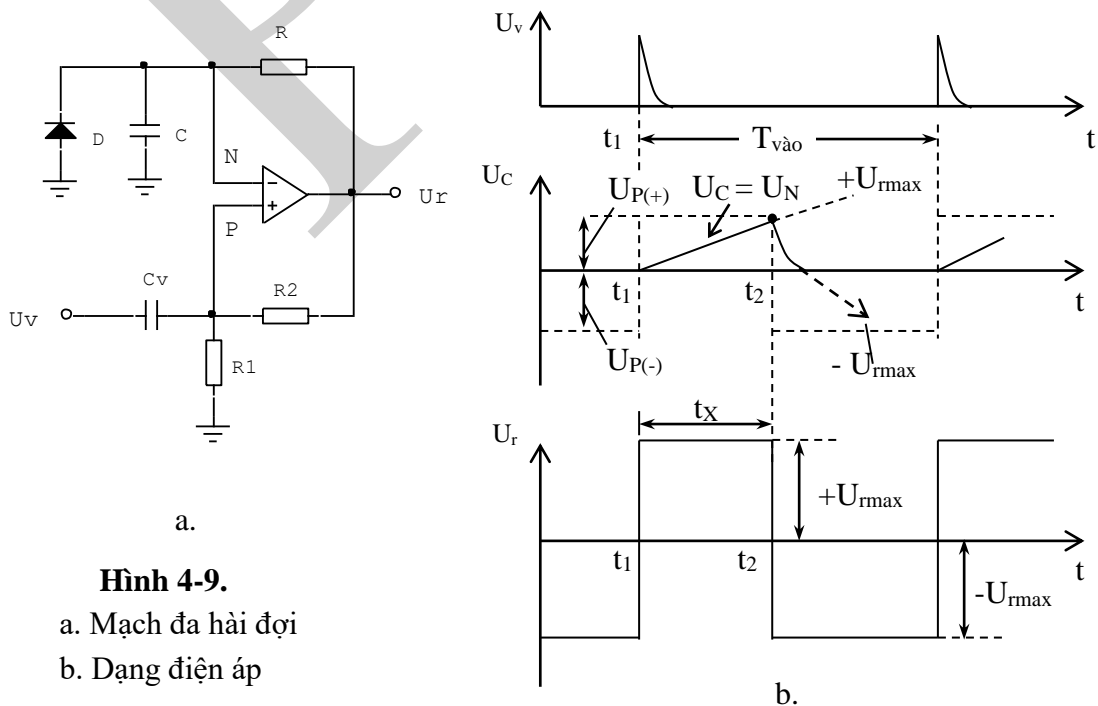 R
D
C
N
P
Ur
Cv
Uv
R2
R1
a.
Hình 4-9.
a. Mạch đa hài đợi
b. Dạng điện áp
Uv
t1
Tvào
t
UC
UP(+)
UC = UN
+Urmax
t1
t2
t
UP(-)
- Urmax
tX
Ur
+Urmax
t1
t2
t
-Urmax
b.